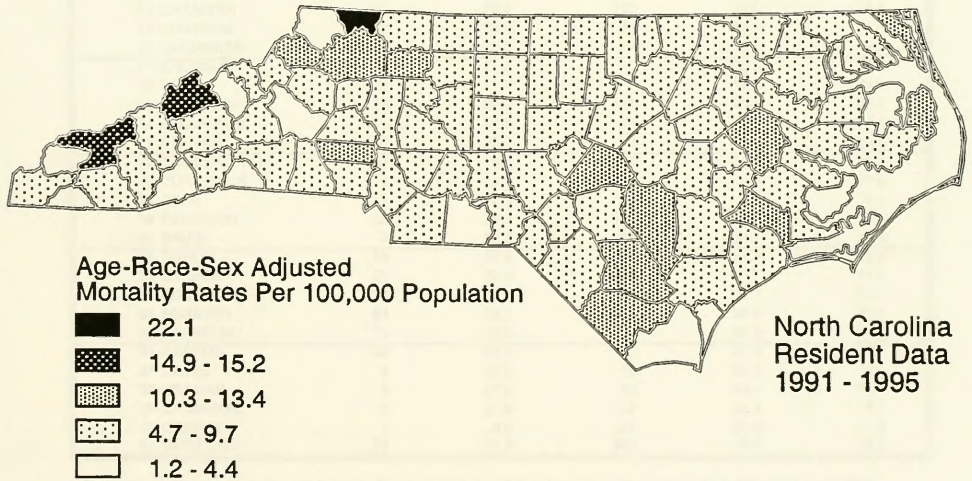 Age-Race-Sex Adjusted
Mortality Rates Per 100,000 Population
22.1
14.9 - 15.2
10.3 - 13.4
4.7 - 9.7
1.2 - 4.4
North Carolina
Resident Data
1991 - 1995